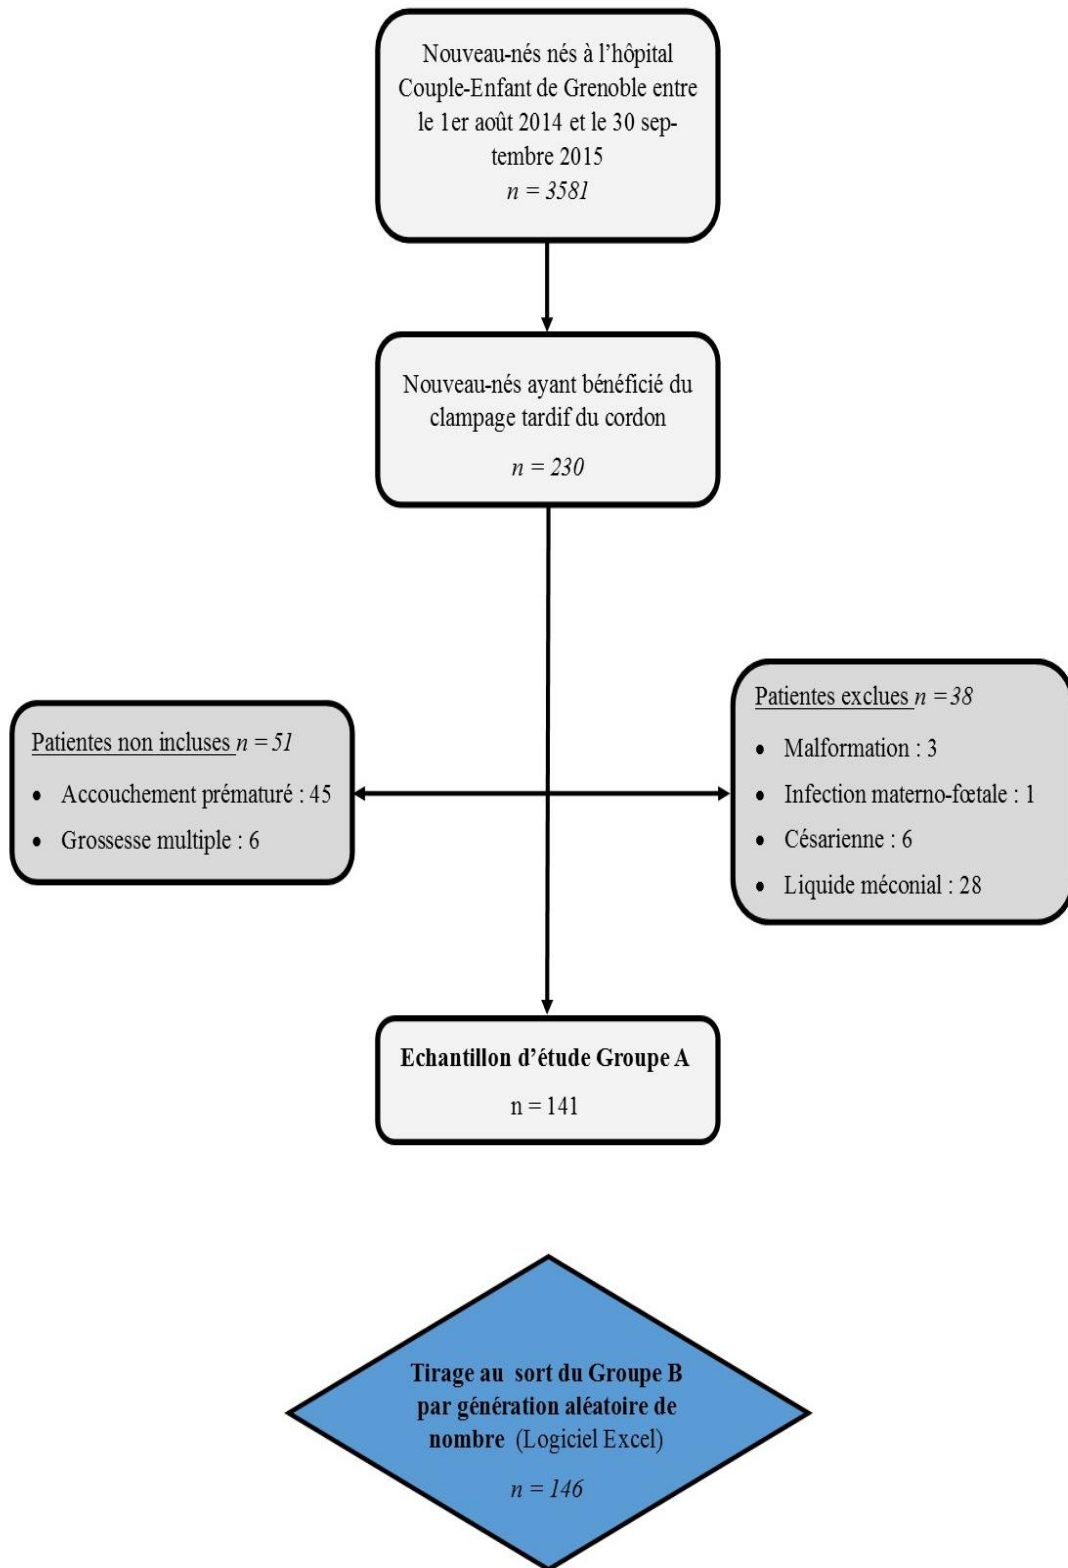 Nouveau-nés nés à l’hôpital
Couple-Enfant de Grenoble entre
le 1er août 2014 et le 30 sep-
tembre 2015
n = 3581
Nouveau-nés ayant bénéficié du
clampage tardif du cordon
n = 230
Patientes non incluses n = 51
• Accouchement prématuré : 45
• Grossesse multiple : 6
Patientes exclues n = 38
• Malformation : 3
• Infection materno-fœtale : 1
• Césarienne : 6
• Liquide méconial : 28
Echantillon d’étude Groupe A
n = 141
Tirage au sort du Groupe B
par génération aléatoire de
nombre (Logiciel Excel)
n = 146